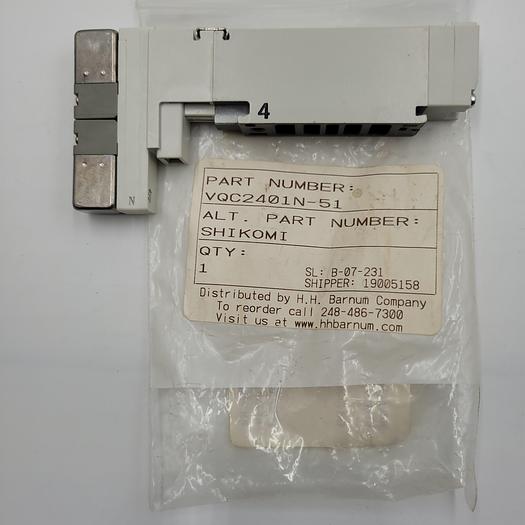 4
N
PART NUMBER:
VQC2401N-51
ALT. PART NUMBER:
SHIKOMI
QTY:
1
SL: B-07-231
SHIPPER: 19005158
Distributed by H.H. Barnum Company
To reorder call 248-486-7300
Visit us at www.hhbarnum.com